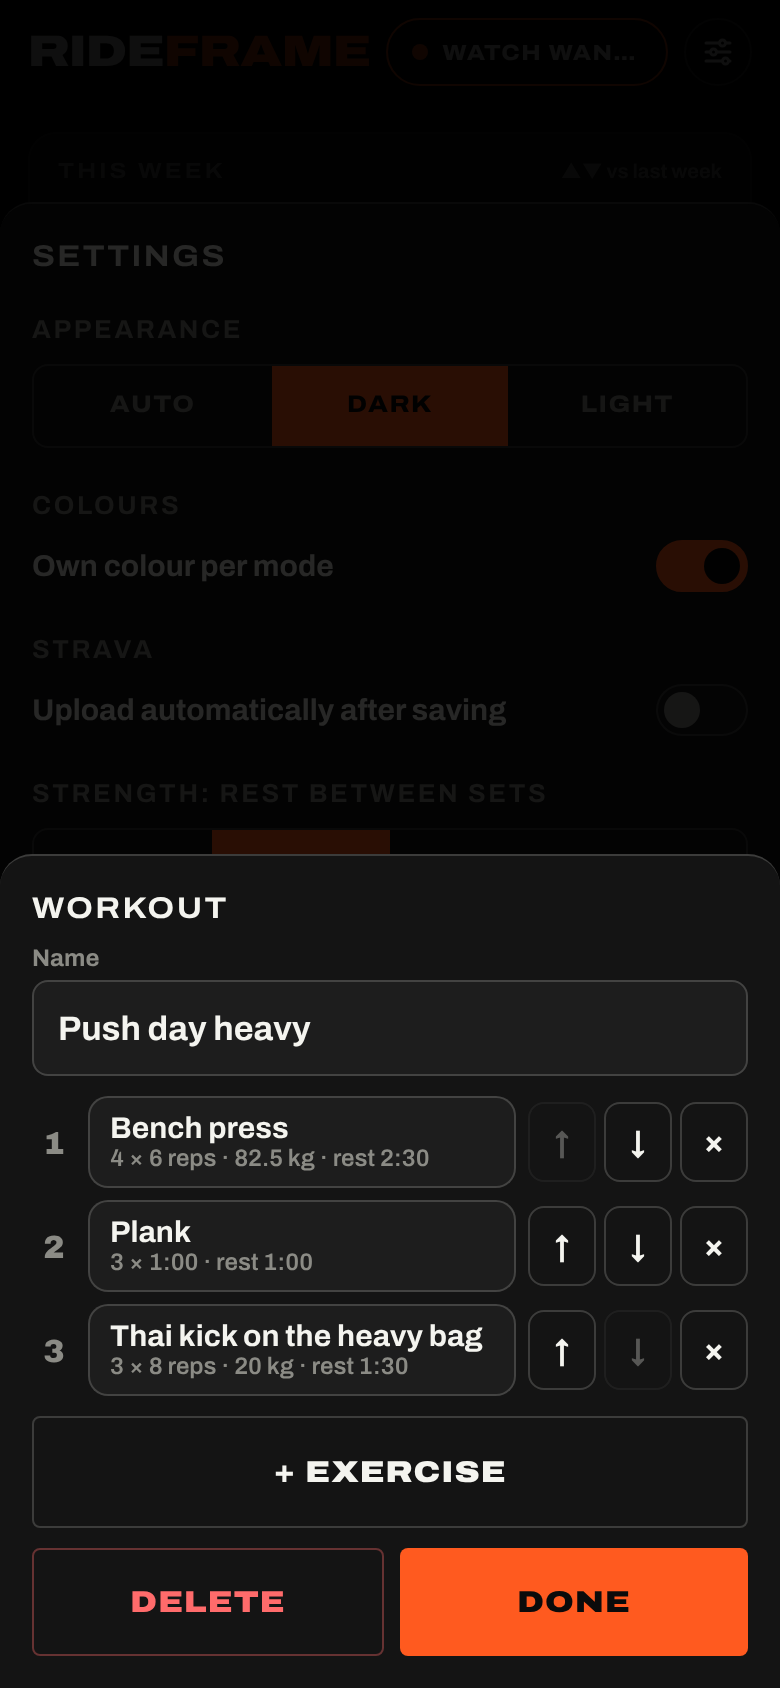 RIDEFRAME
WATCH WAN...
THIS WEEK
▲▼ vs last week
SETTINGS
APPEARANCE
AUTO
DARK
LIGHT
COLOURS
Own colour per mode
STRAVA
Upload automatically after saving
STRENGTH: REST BETWEEN SETS
WORKOUT
Name
Push day heavy
1
Bench press
4 × 6 reps · 82.5 kg · rest 2:30
↑ ↓ ×
2
Plank
3 × 1:00 · rest 1:00
↑ ↓ ×
3
Thai kick on the heavy bag
3 × 8 reps · 20 kg · rest 1:30
↑ ↓ ×
+ EXERCISE
DELETE
DONE